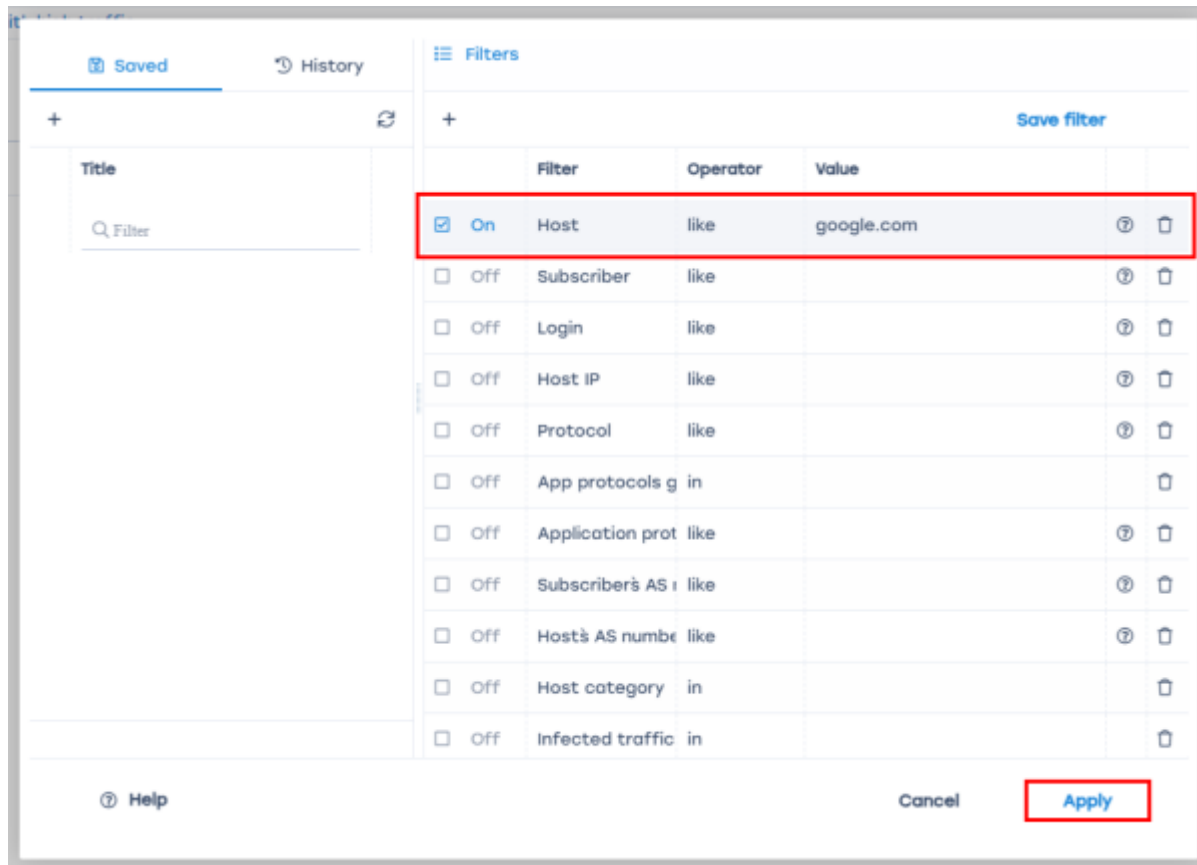 Saved
History
Filters
Save filter
Title
Filter
Filter Operator Value
On Host like google.com
Off Subscriber like
Off Login like
Off Host IP like
Off Protocol like
Off App protocols g in
Off Application prot like
Off Subscriber's AS like
Off Host's AS numbe like
Off Host category in
Off Infected traffic in
Help
Cancel
Apply